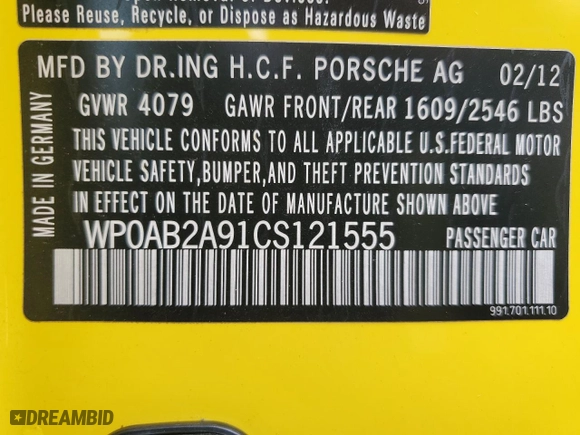 Please Reuse, Recycle, or Dispose as Hazardous Waste
MFD BY DR.ING H.C.F. PORSCHE AG 02/12
GVWR 4079 GAWR FRONT/REAR 1609/2546 LBS
THIS VEHICLE CONFORMS TO ALL APPLICABLE U.S.FEDERAL MOTOR
VEHICLE SAFETY,BUMPER,AND THEFT PREVENTION STANDARDS
IN EFFECT ON THE DATE OF MANUFACTURE SHOWN ABOVE
MADE IN GERMANY
WP0AB2A91CS121555 PASSENGER CAR
991.701.111.10
DREAMBID